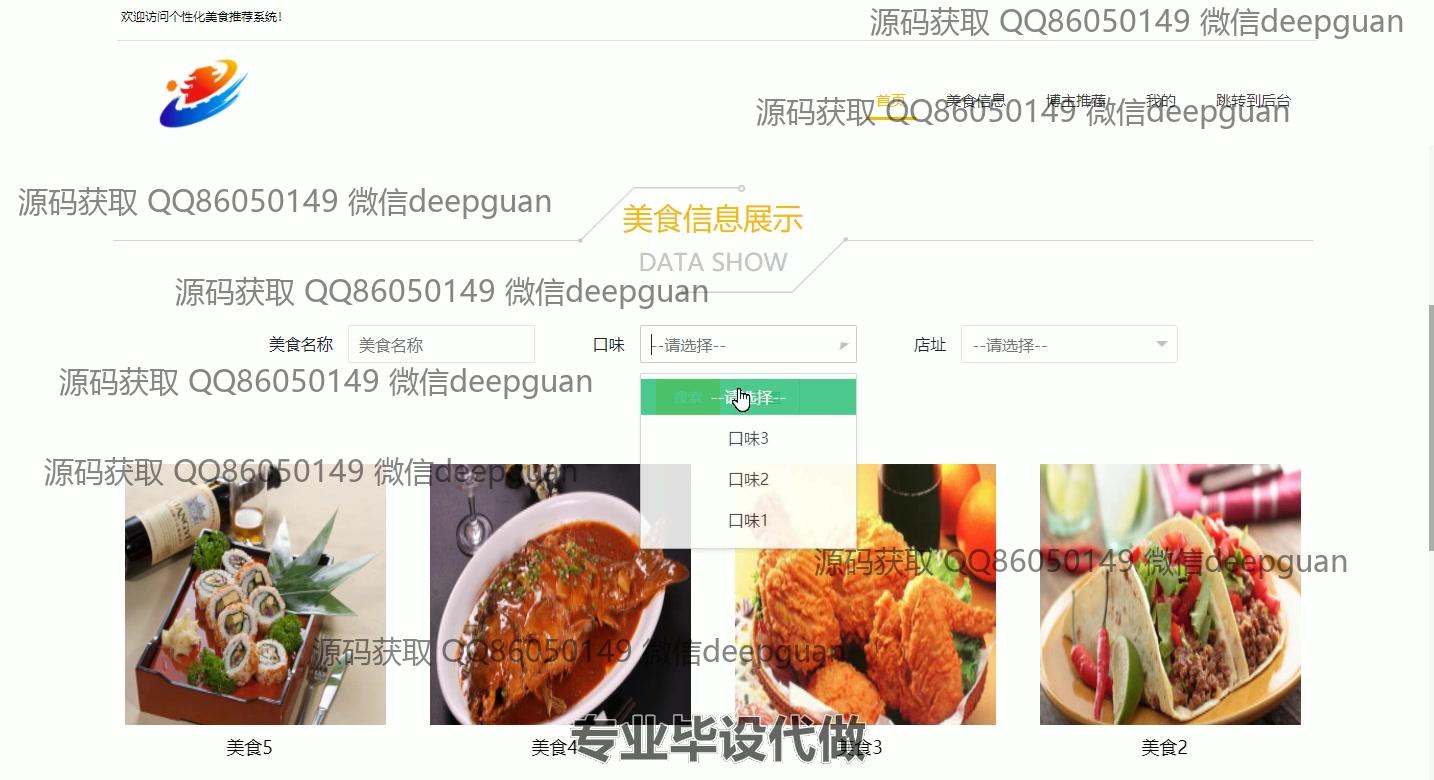 欢迎访问个性化美食推荐系统！
源码获取 QQ86050149 微信deepguan
首页 美食信息 博主推荐 我的 跳转到后台
源码获取 QQ86050149 微信deepguan
源码获取 QQ86050149 微信deepguan
美食信息展示
DATA SHOW
源码获取 QQ86050149 微信deepguan
美食名称 美食名称 口味 --请选择-- 店址 --请选择--
源码获取 QQ86050149 微信deepguan
搜索 --请选择--
口味3
源码获取 QQ86050149 微信deepguan
口味2
口味1
源码获取 QQ86050149 微信deepguan
源码获取 QQ86050149 微信deepguan
专业毕设代做
美食5 美食4 美食3 美食2